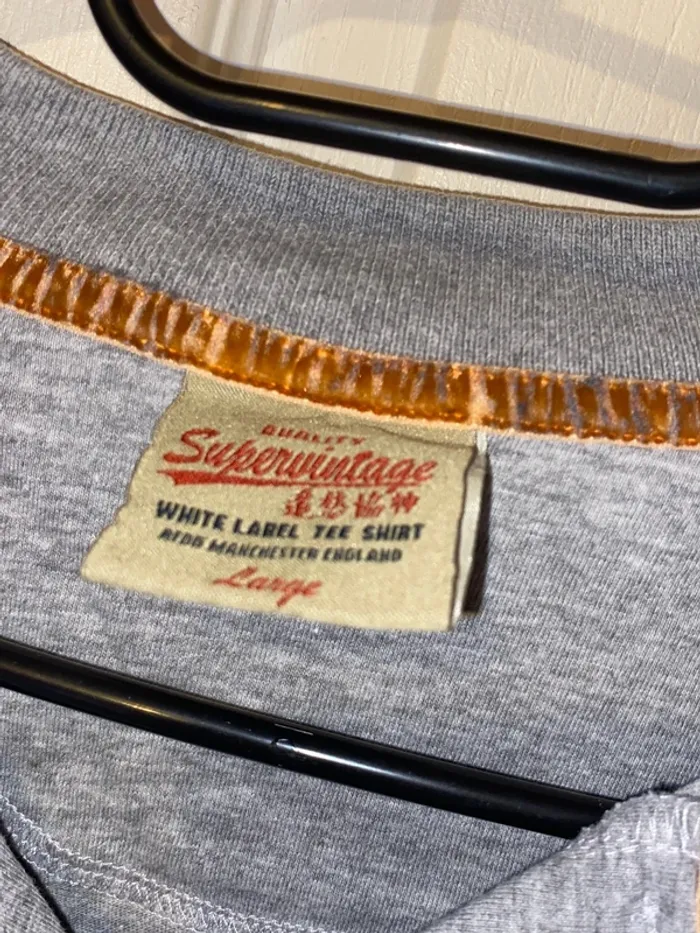 QUALITY
Superwintage
WHITE LABEL TEE SHIRT
MANCHESTER ENGLAND
Large